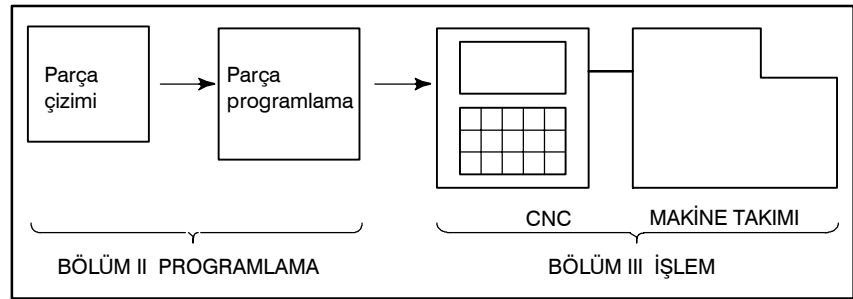 Parça
çizimi
Parça
programlama
CNC
MAKİNE TAKIMI
BÖLÜM II PROGRAMLAMA
BÖLÜM III İŞLEM